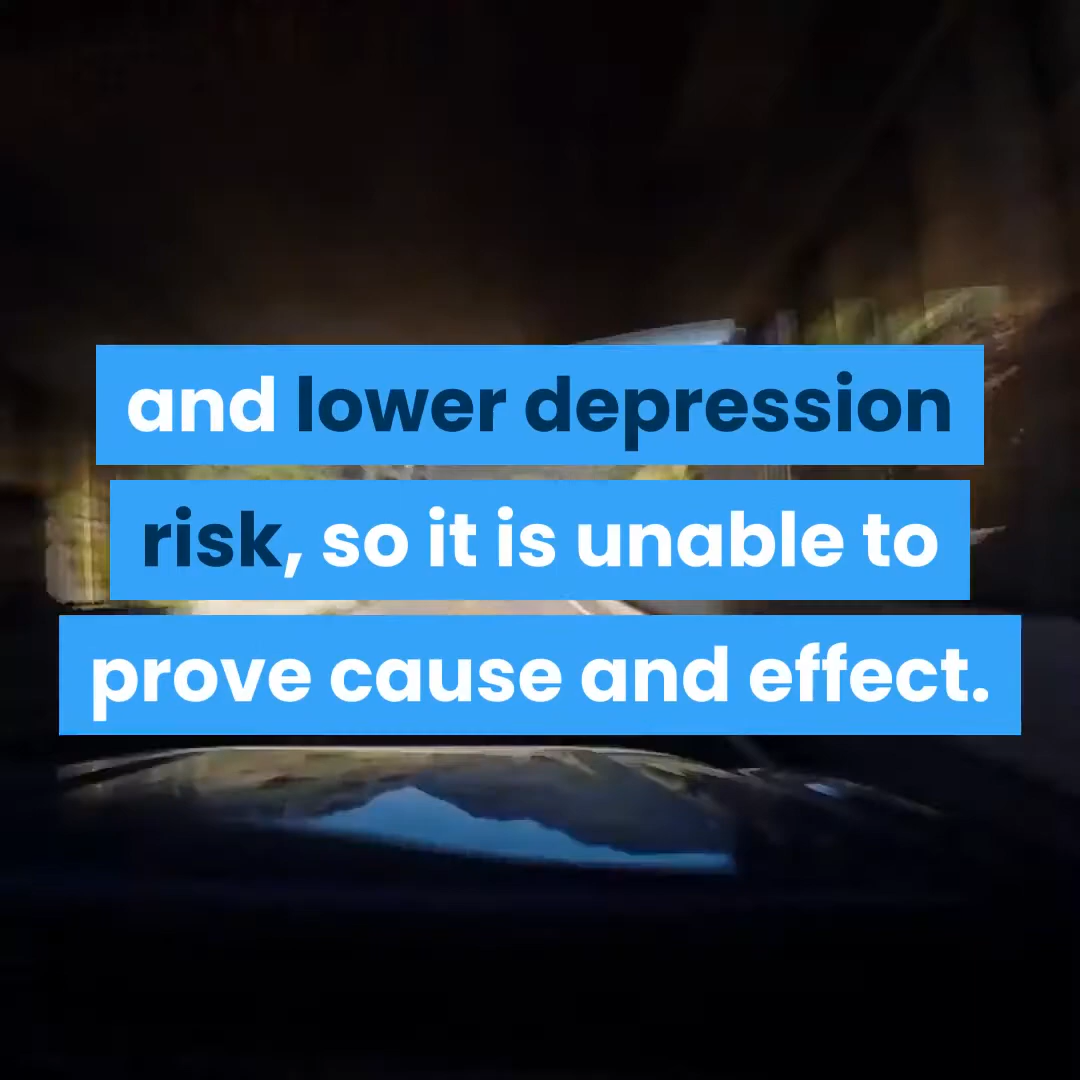 and lower depression
risk, so it is unable to
prove cause and effect.